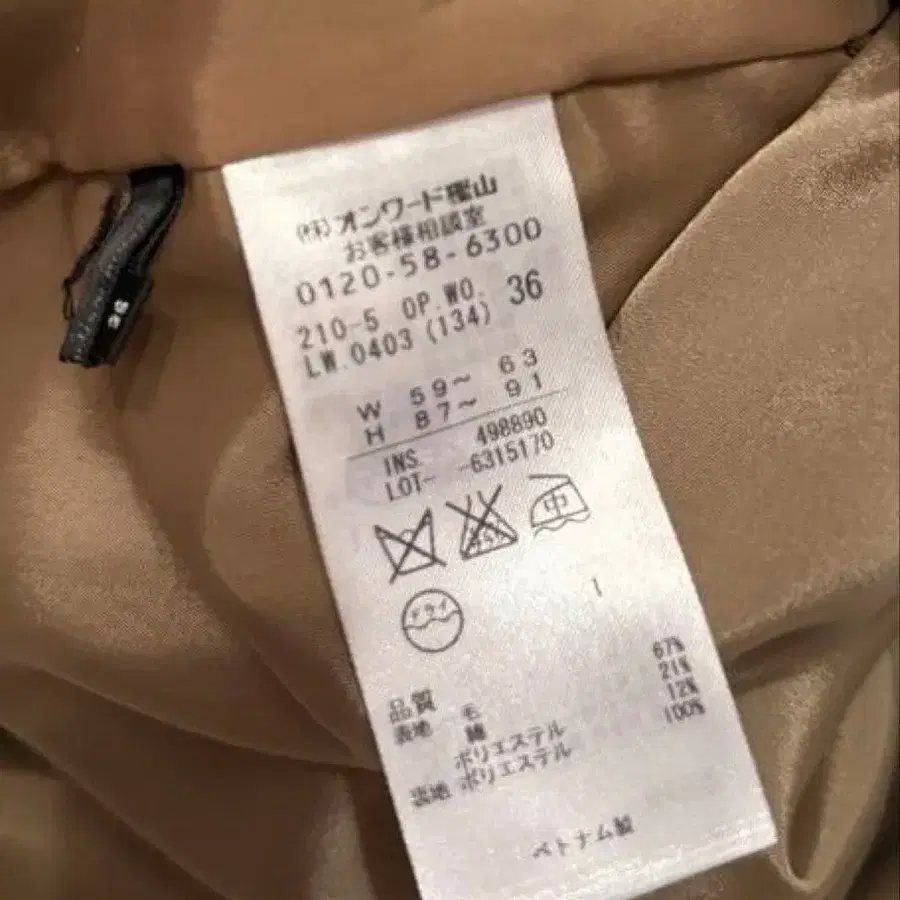 ㈱オンワード樫山
お客様相談室
0120-58-6300
210-5 OP.WO. 36
LW.0403 (134)
W 59～ 63
H 87～ 91
INS. 498890
LOT- -6315170
中
ドライ
1
品質
表地 毛 67%
綿 21%
ポリエステル 12%
裏地 ポリエステル 100%
ベトナム製